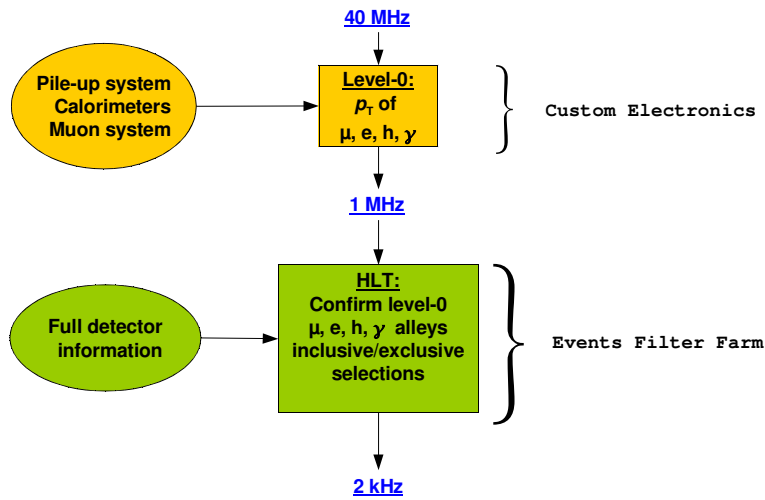 40 MHz
Pile-up system
Calorimeters
Muon system
Level-0:
pT of
μ, e, h, γ
Custom Electronics
1 MHz
Full detector
information
HLT:
Confirm level-0
μ, e, h, γ alleys
inclusive/exclusive
selections
Events Filter Farm
2 kHz